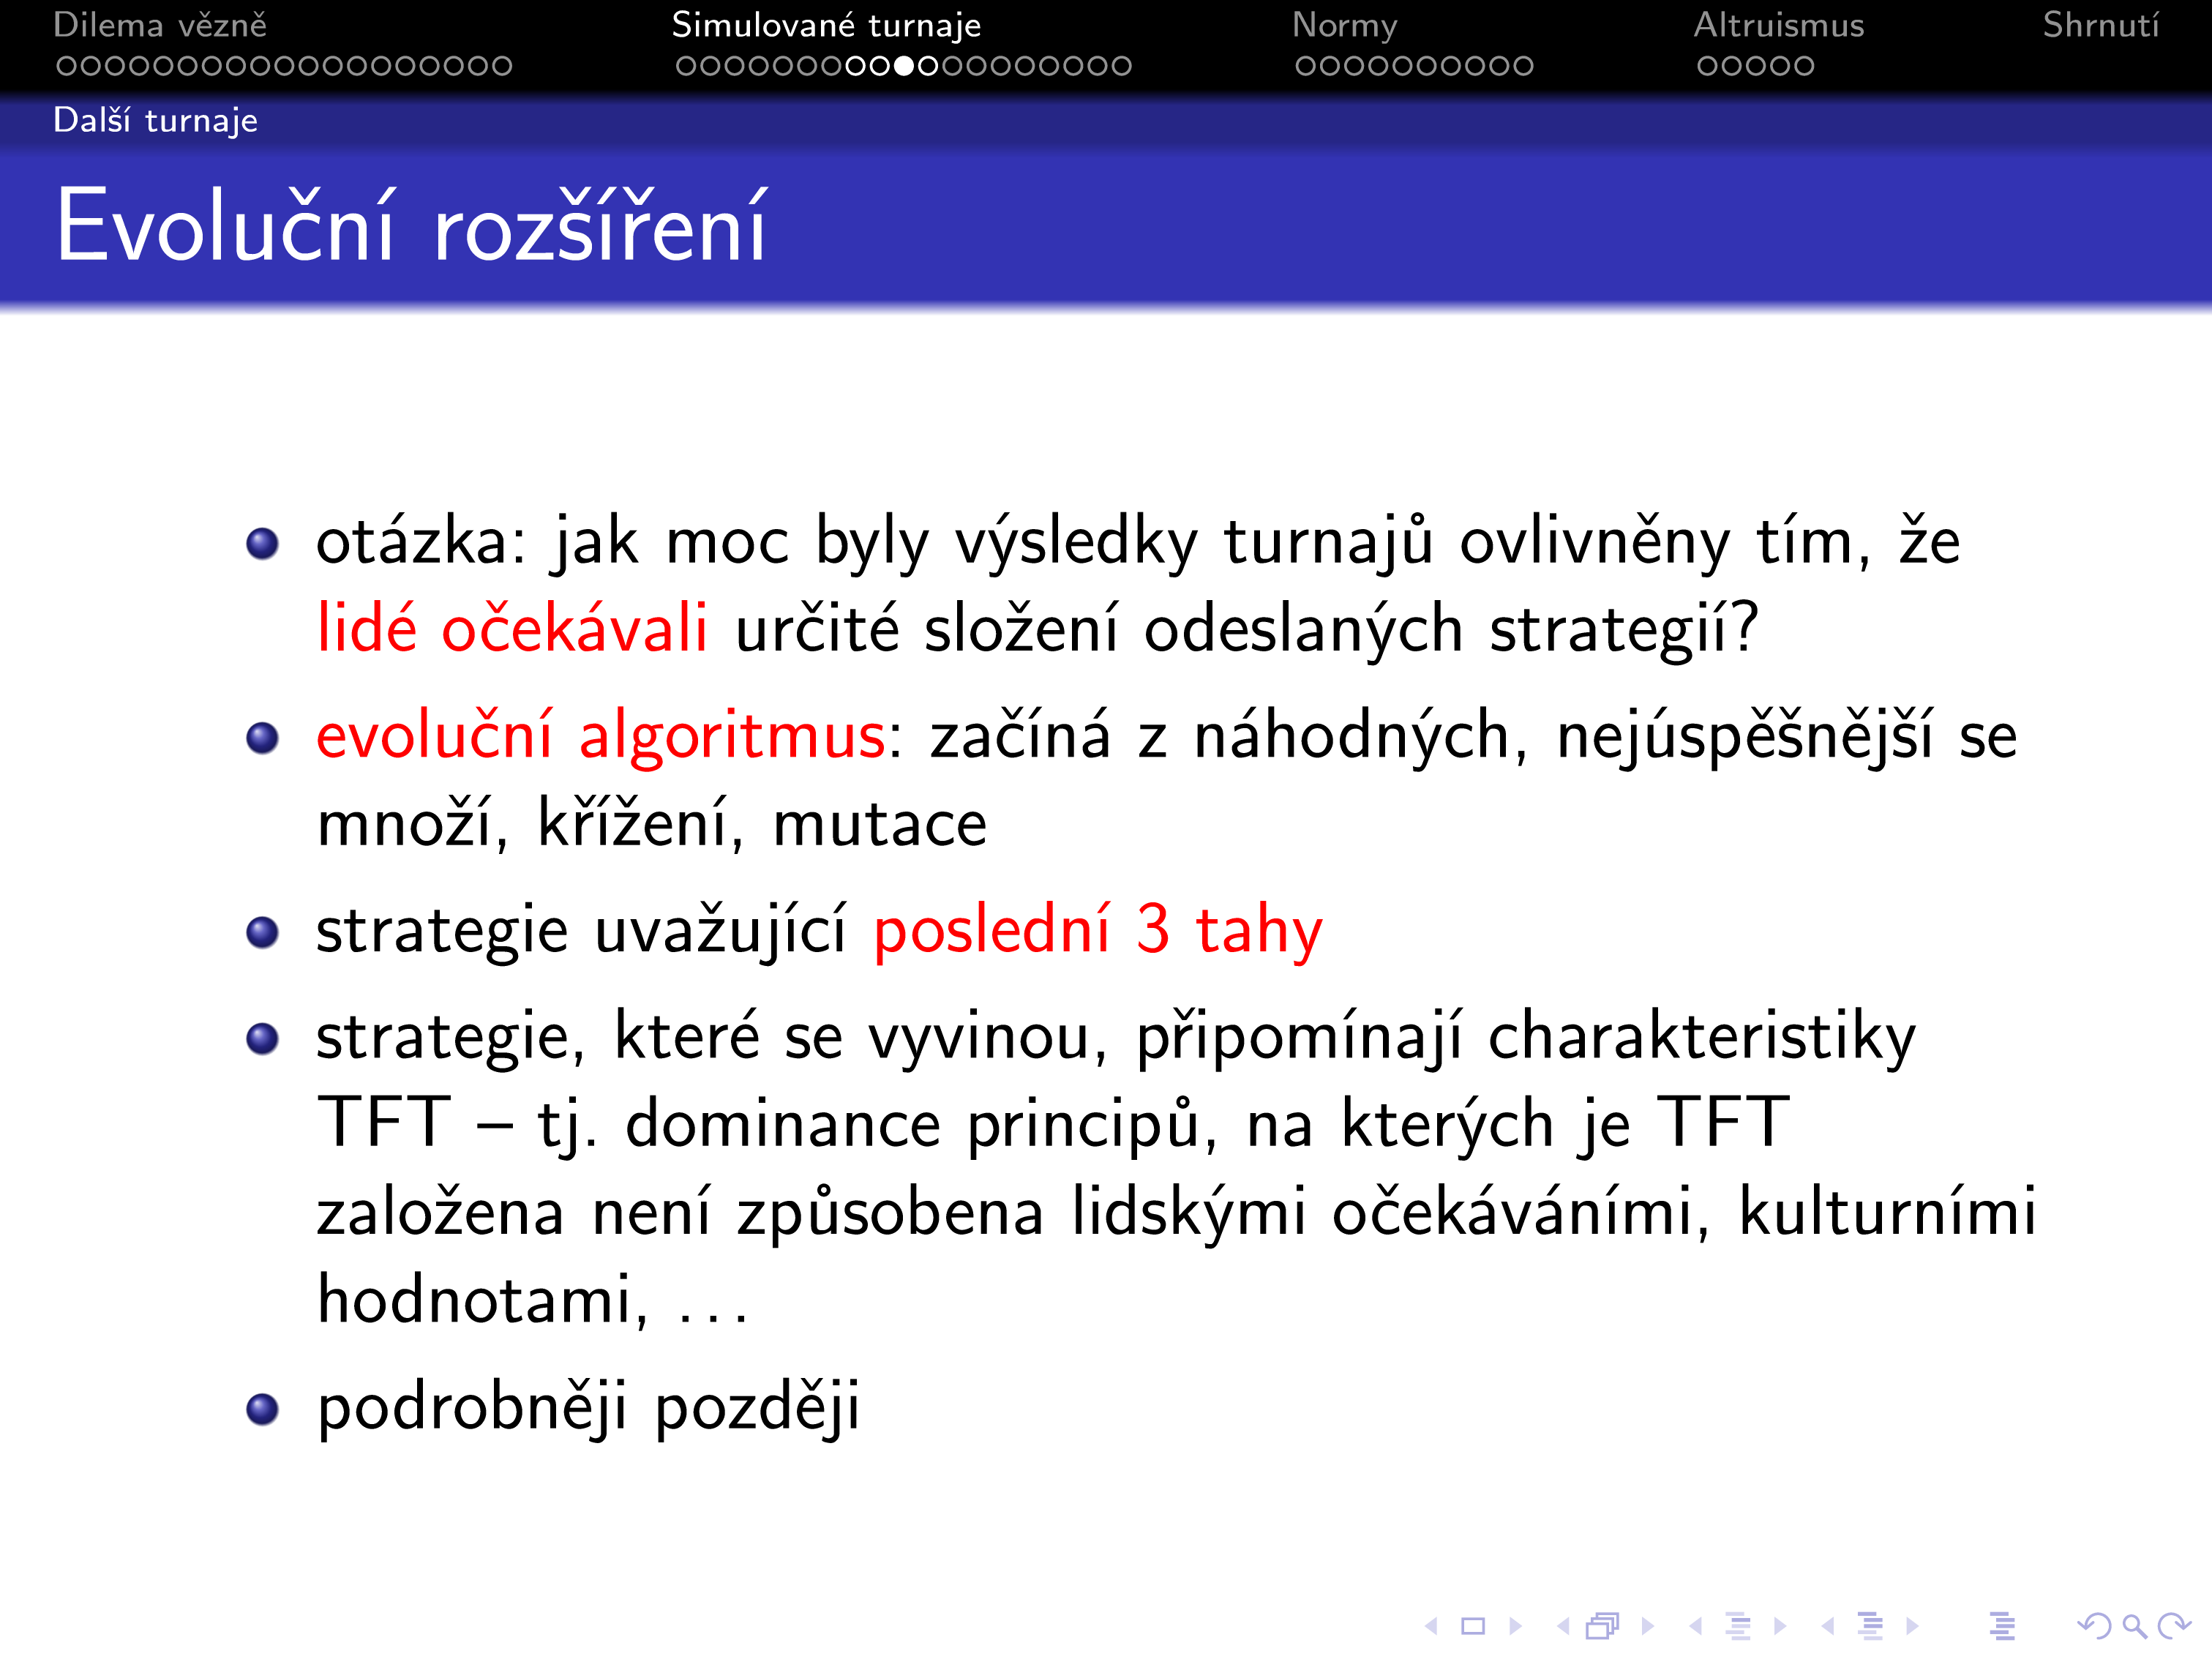 Dilema vězně Simulované turnaje Normy Altruismus Shrnutí
Další turnaje
Evoluční rozšíření
otázka: jak moc byly výsledky turnajů ovlivněny tím, že
lidé očekávali určité složení odeslaných strategií?
evoluční algoritmus: začíná z náhodných, nejúspěšnější se
množí, křížení, mutace
strategie uvažující poslední 3 tahy
strategie, které se vyvinou, připomínají charakteristiky
TFT – tj. dominance principů, na kterých je TFT
založena není způsobena lidskými očekáváními, kulturními
hodnotami, ...
podrobněji později